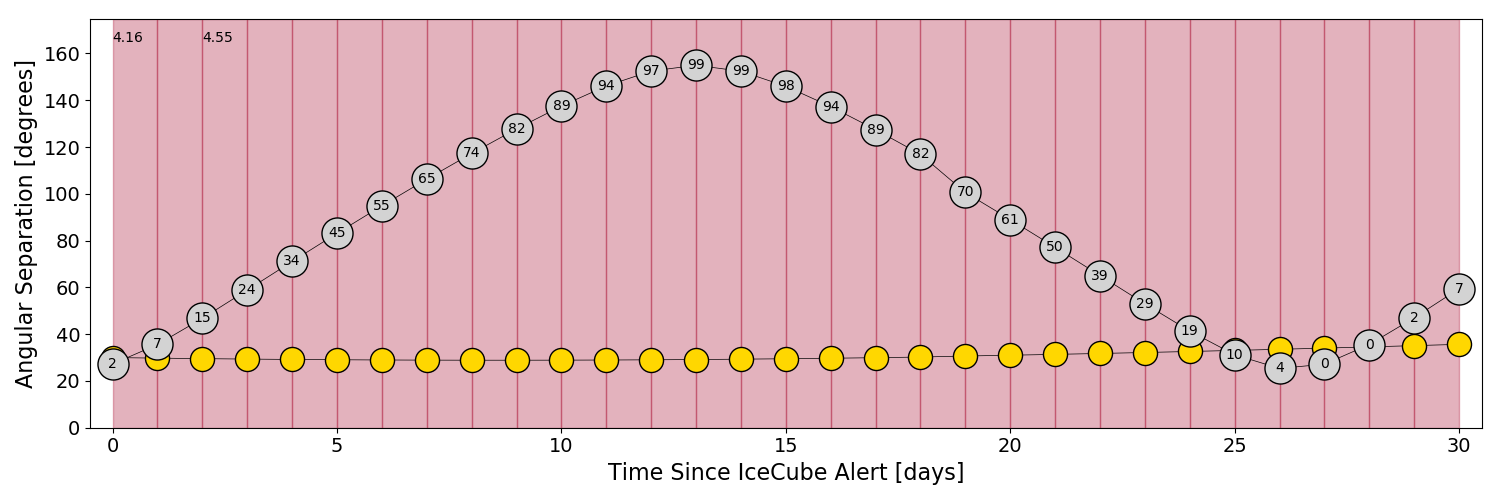 4.16 4.55
160
140
120
100
80
60
40
20
0
Angular Separation [degrees]
2 7 15 24 34 45 55 65 74 82 89 94 97 99 99 98 94 89 82 70 61 50 39 29 19 10 4 0 0 2 7
0 5 10 15 20 25 30
Time Since IceCube Alert [days]